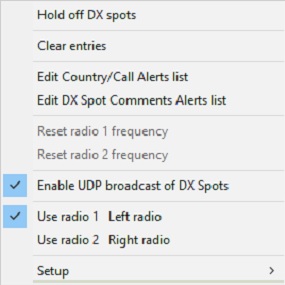 Hold off DX spots
Clear entries
Edit Country/Call Alerts list
Edit DX Spot Comments Alerts list
Reset radio 1 frequency
Reset radio 2 frequency
Enable UDP broadcast of DX Spots
Use radio 1 Left radio
Use radio 2 Right radio
Setup